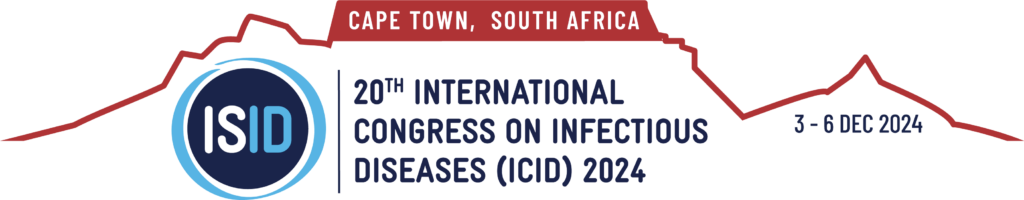 CAPE TOWN, SOUTH AFRICA
ISID
20TH INTERNATIONAL
CONGRESS ON INFECTIOUS
DISEASES (ICID) 2024
3 - 6 DEC 2024